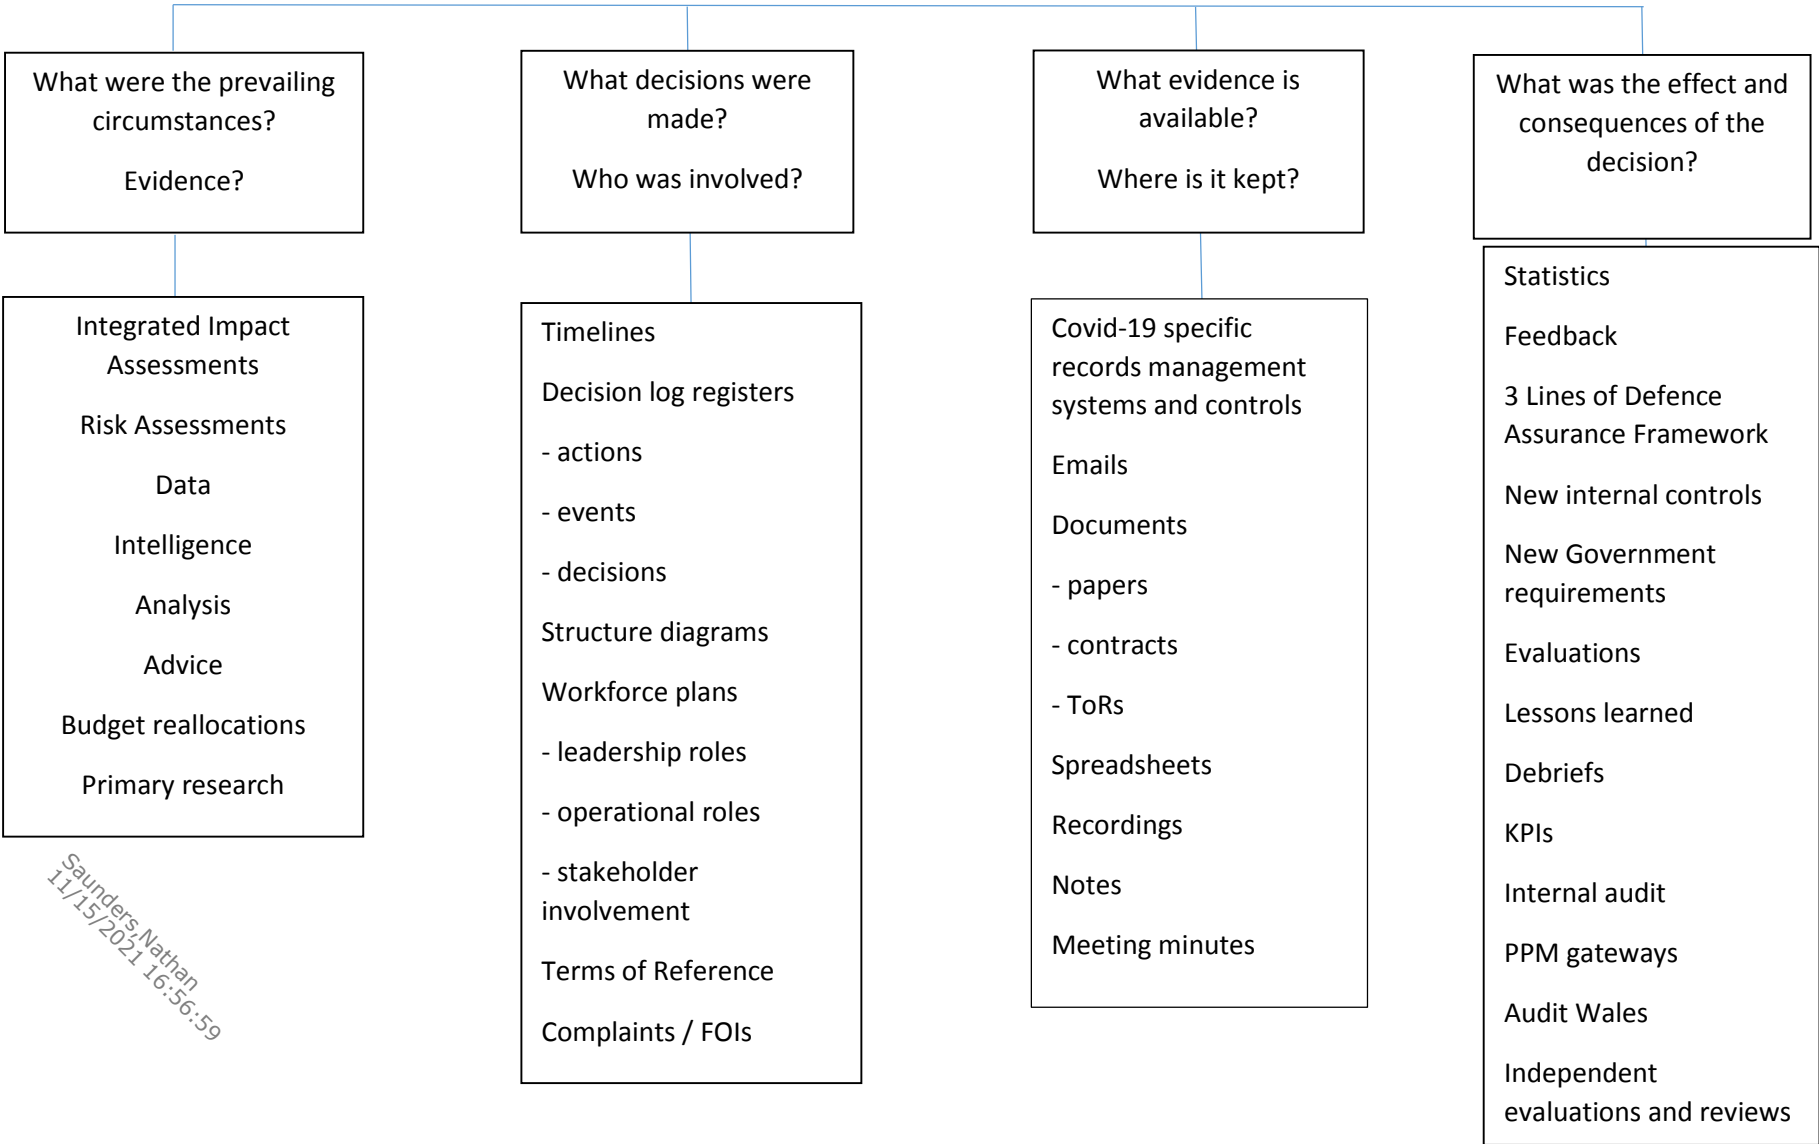 What were the prevailing
circumstances?
Evidence?
Integrated Impact
Assessments
Risk Assessments
Data
Intelligence
Analysis
Advice
Budget reallocations
Primary research
What decisions were
made?
Who was involved?
Timelines
Decision log registers
- actions
- events
- decisions
Structure diagrams
Workforce plans
- leadership roles
- operational roles
- stakeholder
involvement
Terms of Reference
Complaints / FOIs
What evidence is
available?
Where is it kept?
Covid-19 specific
records management
systems and controls
Emails
Documents
- papers
- contracts
- ToRs
Spreadsheets
Recordings
Notes
Meeting minutes
What was the effect and
consequences of the
decision?
Statistics
Feedback
3 Lines of Defence
Assurance Framework
New internal controls
New Government
requirements
Evaluations
Lessons learned
Debriefs
KPIs
Internal audit
PPM gateways
Audit Wales
Independent
evaluations and reviews
Saunders,Nathan
11/15/2021 16:56:59